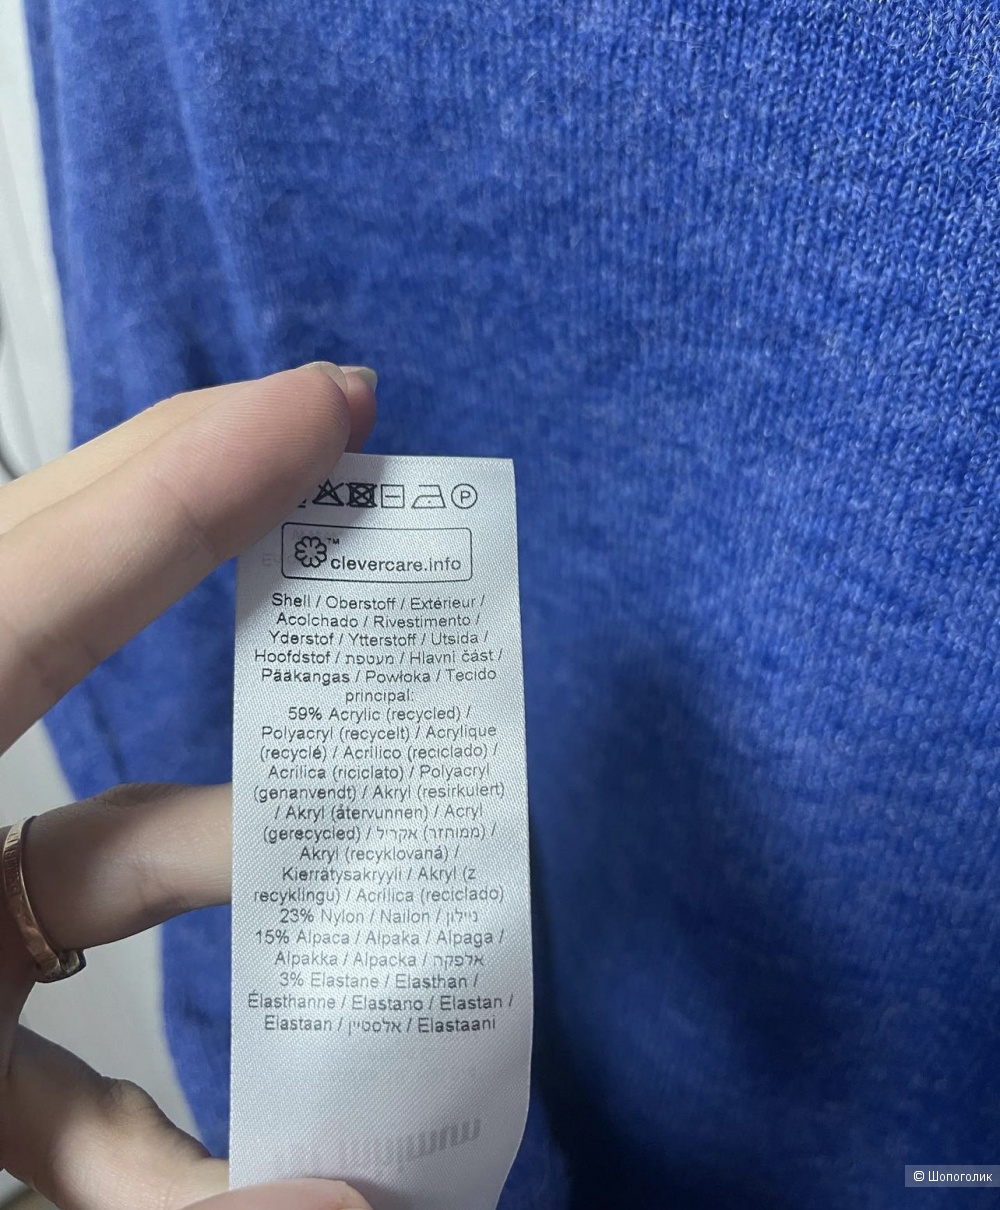 P
™
clevercare.info
Shell / Oberstoff / Extérieur /
Acolchado / Rivestimento /
Yderstof / Ytterstoff / Utsida /
Hoofdstof / מעטפת / Hlavní část /
Pääkangas / Powłoka / Tecido
principal:
59% Acrylic (recycled) /
Polyacryl (recycelt) / Acrylique
(recyclé) / Acrílico (reciclado) /
Acrilica (riciclato) / Polyacryl
(genanvendt) / Akryl (resirkulert)
/ Akryl (återvunnen) / Acryl
(gerecycled) / אקריל (ממוחזר) /
Akryl (recyklovaná) /
Kierrätysakryyli / Akryl (z
recyklingu) / Acrílica (reciclado)
23% Nylon / Nailon / ניילון
15% Alpaca / Alpaka / Alpaga /
Alpakka / Alpacka / אלפקה
3% Elastane / Elasthan /
Élasthanne / Elastano / Elastan /
Elastaan / אלסטיין / Elastaani
© Шопоголик